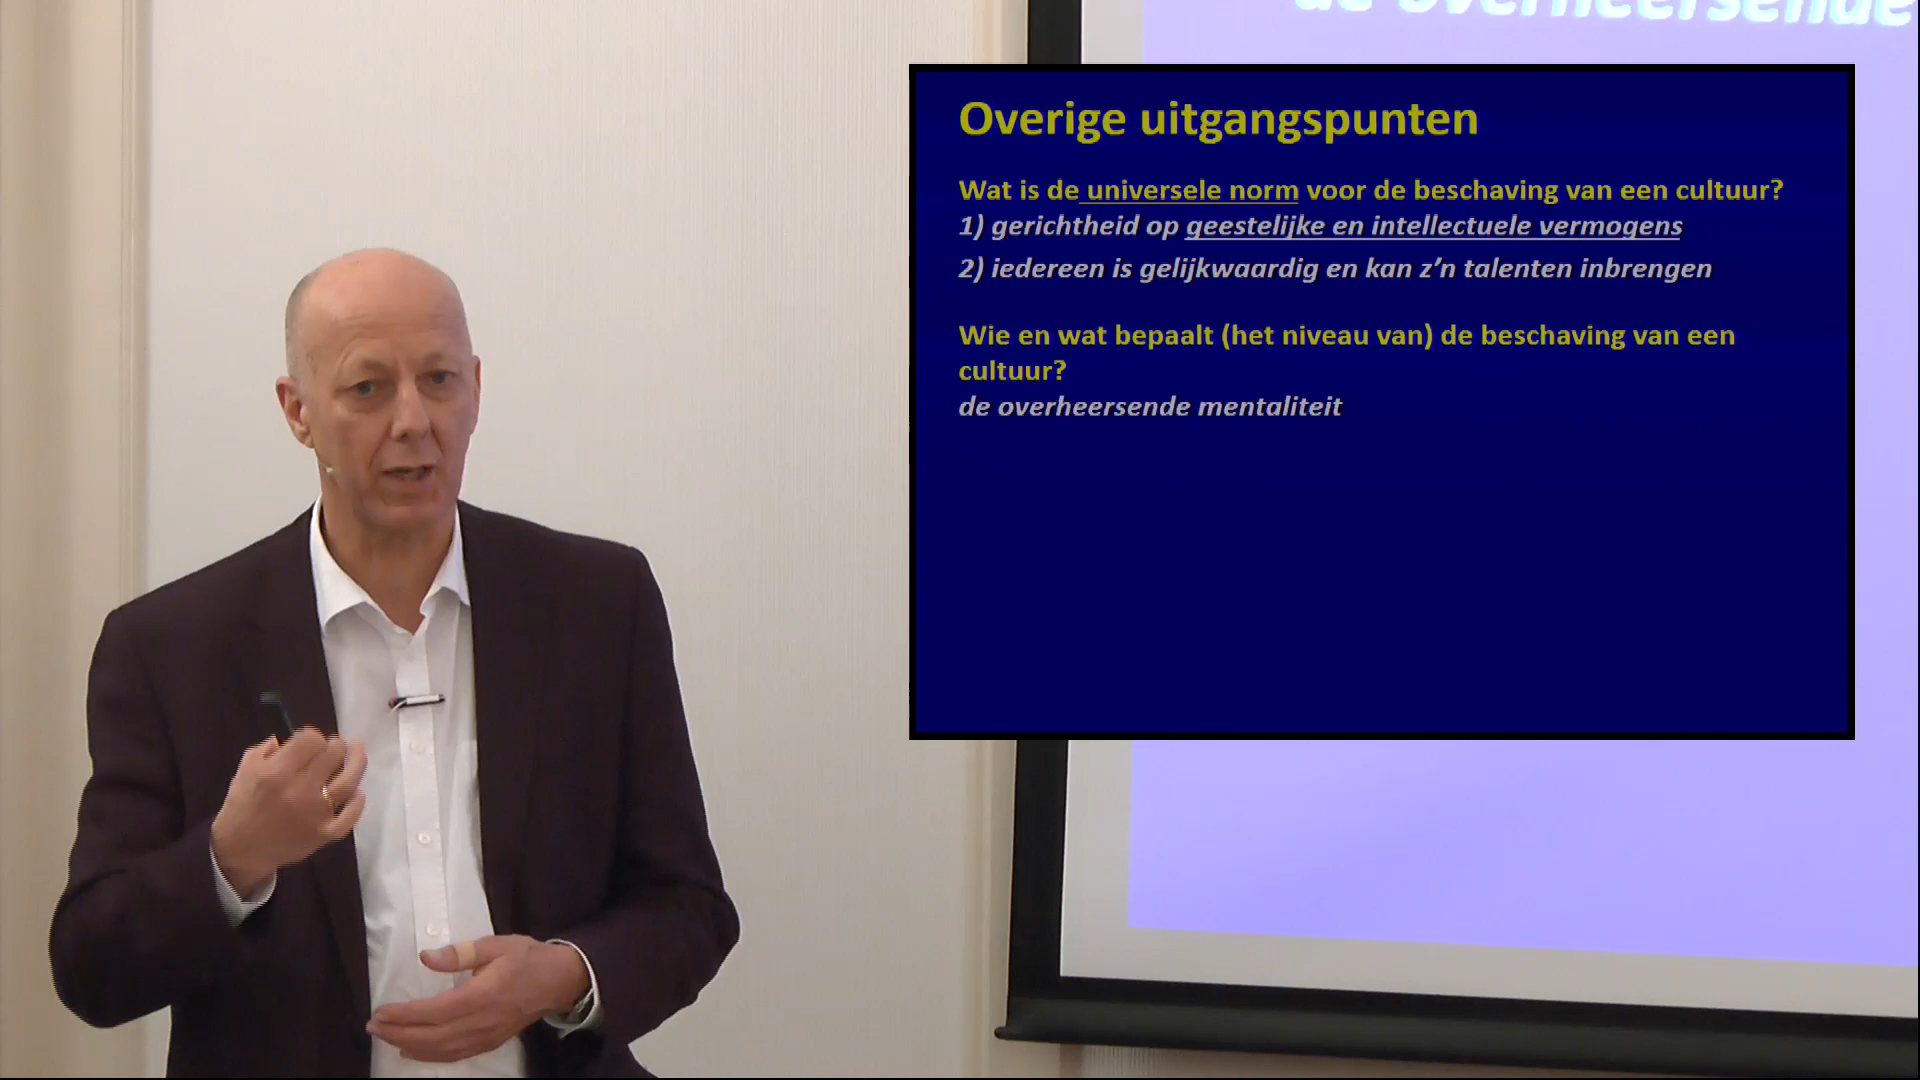 de overheersende
Overige uitgangspunten
Wat is de universele norm voor de beschaving van een cultuur?
1) gerichtheid op geestelijke en intellectuele vermogens
2) iedereen is gelijkwaardig en kan z’n talenten inbrengen
Wie en wat bepaalt (het niveau van) de beschaving van een
cultuur?
de overheersende mentaliteit